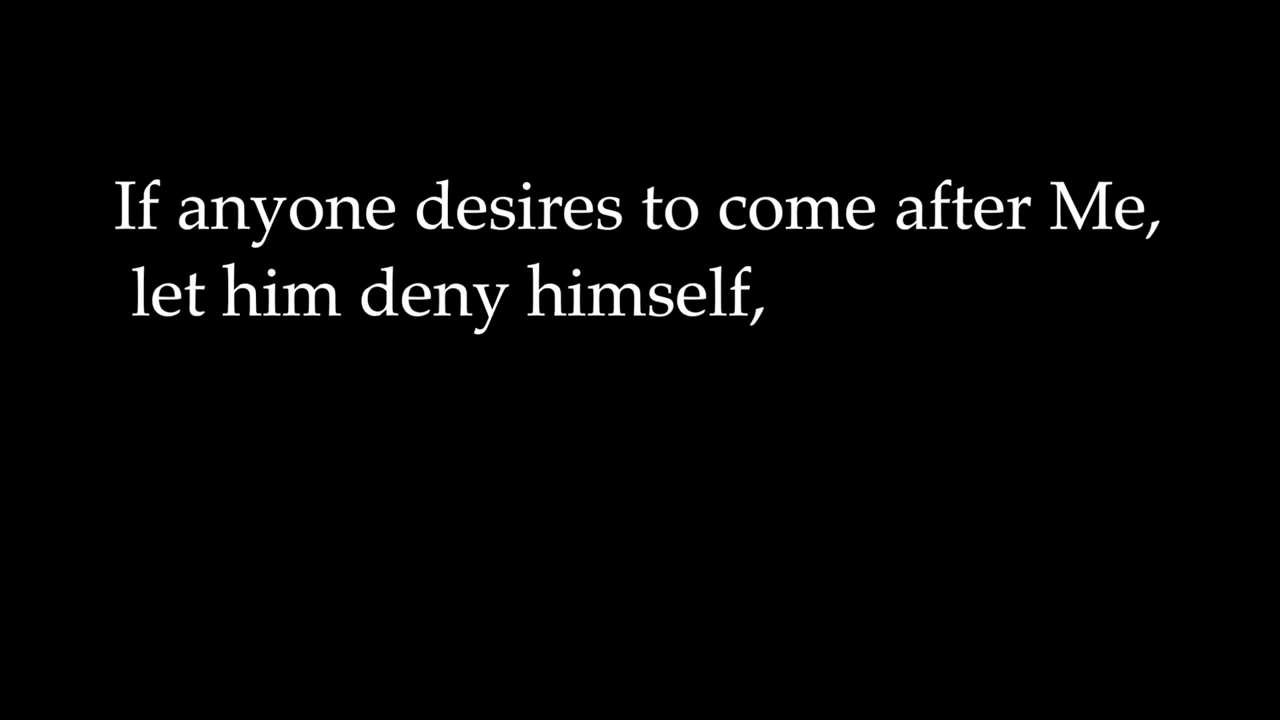 If anyone desires to come after Me,
let him deny himself,